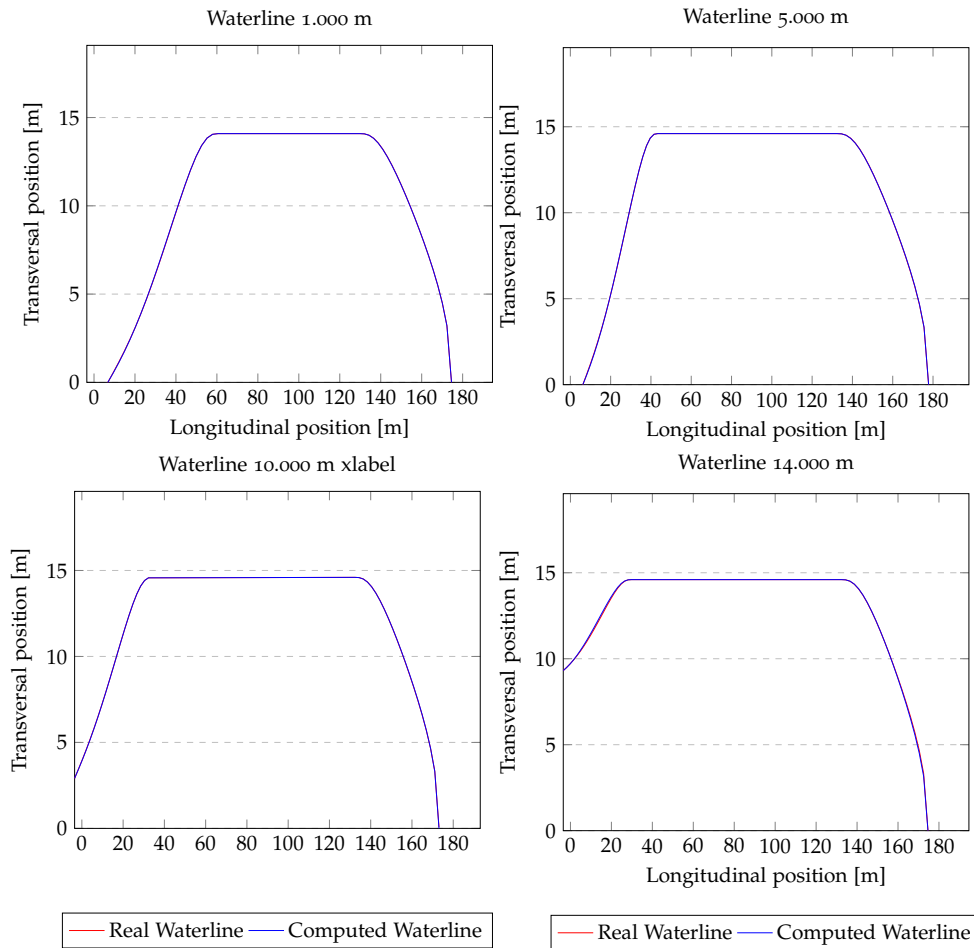 Waterline 1.000 m
Transversal position [m]
15
10
5
0
0 20 40 60 80 100 120 140 160 180
Longitudinal position [m]
Waterline 5.000 m
Transversal position [m]
15
10
5
0
0 20 40 60 80 100 120 140 160 180
Longitudinal position [m]
Waterline 10.000 m xlabel
Transversal position [m]
15
10
5
0
0 20 40 60 80 100 120 140 160 180
Waterline 14.000 m
Transversal position [m]
15
10
5
0
0 20 40 60 80 100 120 140 160 180
Longitudinal position [m]
Real Waterline Computed Waterline
Real Waterline Computed Waterline